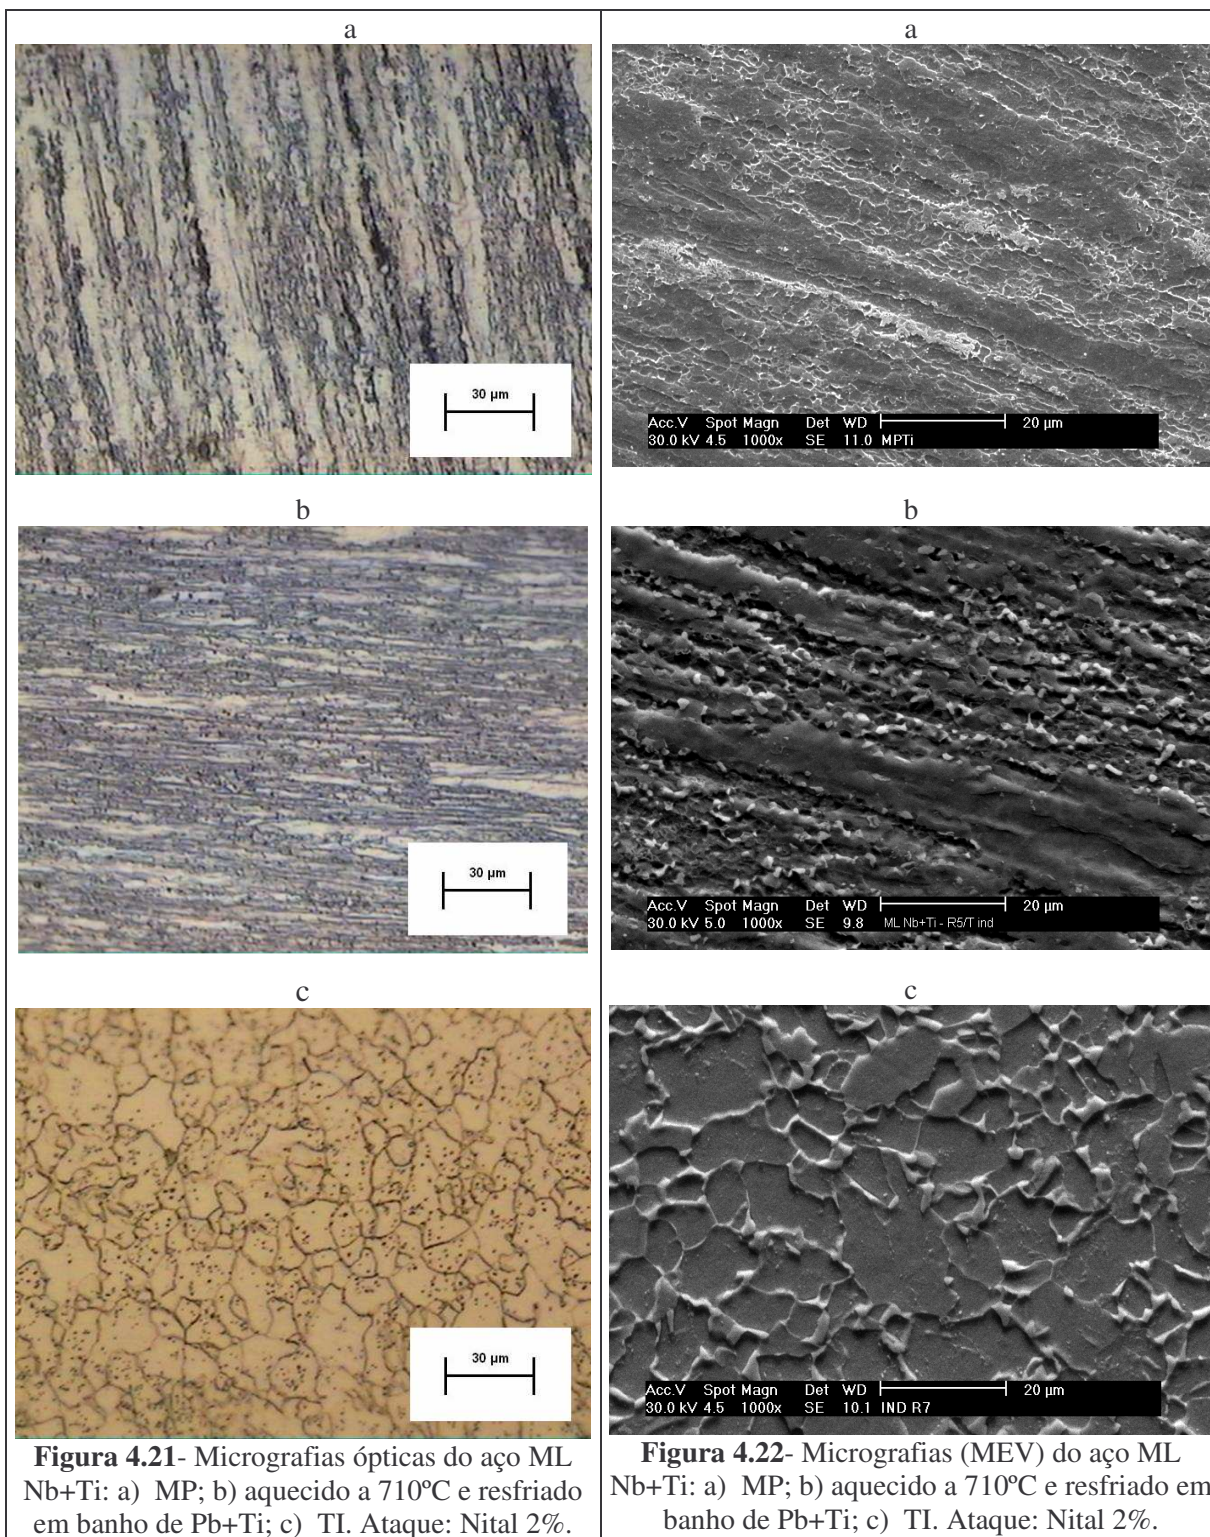 a
30 µm
b
30 µm
c
30 µm
Figura 4.21- Micrografias ópticas do aço ML
Nb+Ti: a) MP; b) aquecido a 710ºC e resfriado
em banho de Pb+Ti; c) TI. Ataque: Nital 2%.
a
Acc.V Spot Magn Det WD 20 µm
30.0 kV 4.5 1000x SE 11.0 MPTi
b
Acc.V Spot Magn Det WD 20 µm
30.0 kV 5.0 1000x SE 9.8 ML Nb+Ti - R5/T ind
c
Acc.V Spot Magn Det WD 20 µm
30.0 kV 4.5 1000x SE 10.1 IND R7
Figura 4.22- Micrografias (MEV) do aço ML
Nb+Ti: a) MP; b) aquecido a 710ºC e resfriado em
banho de Pb+Ti; c) TI. Ataque: Nital 2%.